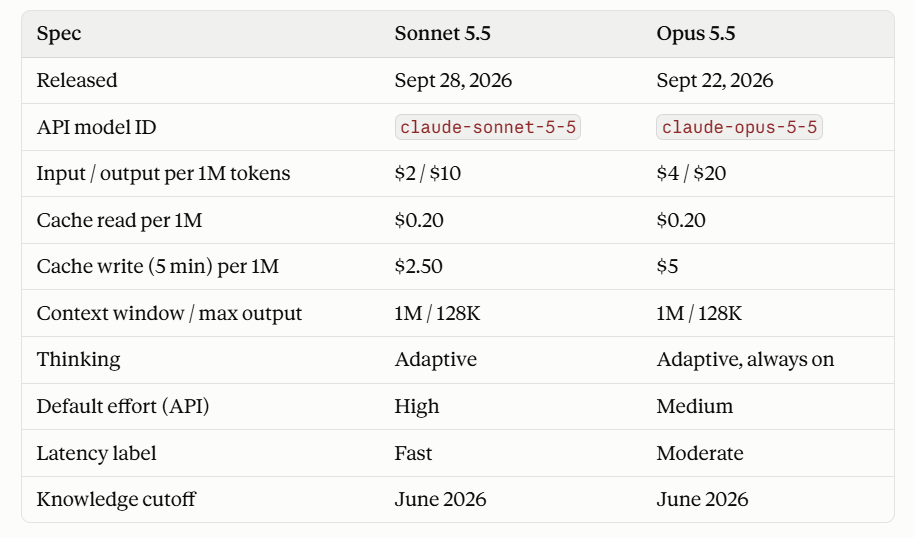 Spec Sonnet 5.5 Opus 5.5
Released Sept 28, 2026 Sept 22, 2026
API model ID claude-sonnet-5-5 claude-opus-5-5
Input / output per 1M tokens $2 / $10 $4 / $20
Cache read per 1M $0.20 $0.20
Cache write (5 min) per 1M $2.50 $5
Context window / max output 1M / 128K 1M / 128K
Thinking Adaptive Adaptive, always on
Default effort (API) High Medium
Latency label Fast Moderate
Knowledge cutoff June 2026 June 2026